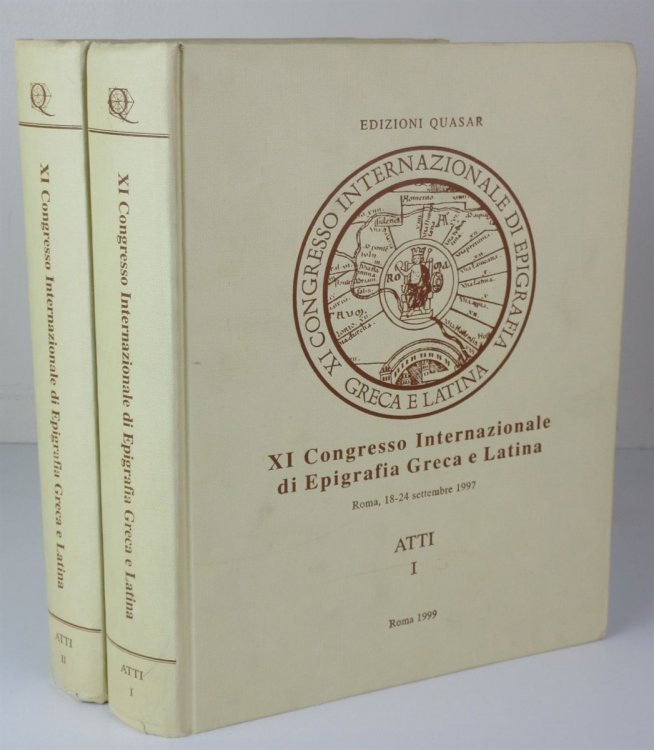 XI Congresso Internazionale di Epigrafia Greca e Latina
ATTI
II
XI Congresso Internazionale di Epigrafia Greca e Latina
ATTI
I
EDIZIONI QUASAR
XI CONGRESSO INTERNAZIONALE DI EPIGRAFIA
GRECA E LATINA
ROMA
XI Congresso Internazionale
di Epigrafia Greca e Latina
Roma, 18-24 settembre 1997
ATTI
I
Roma 1999